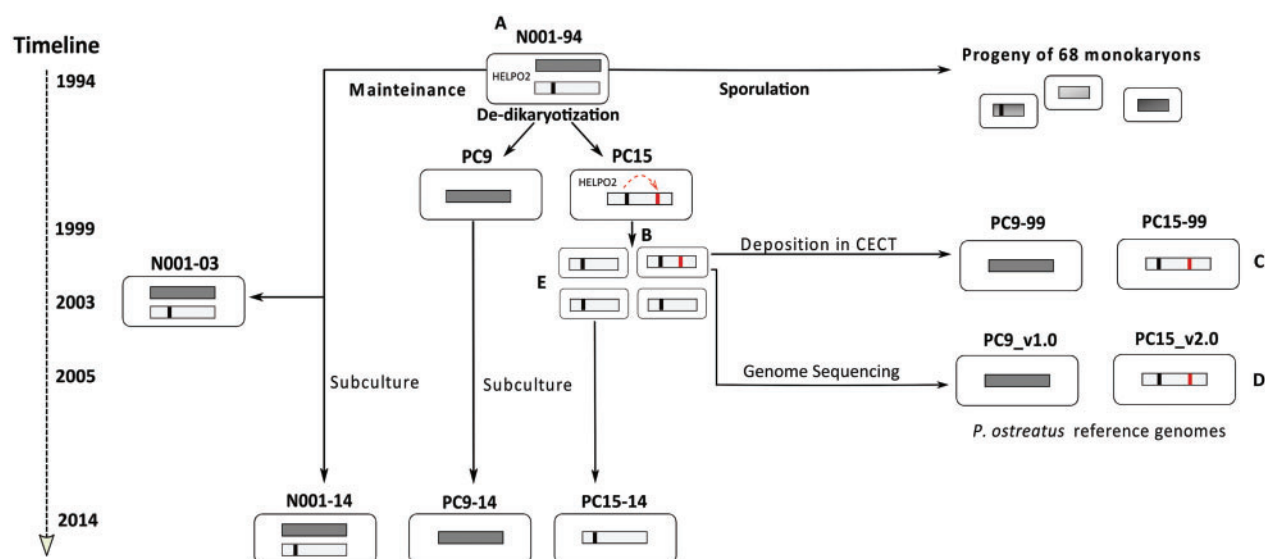 A
N001-94
Timeline
1994
HELPO2
Mainteinance
Sporulation
Progeny of 68 monokaryons
De-dikaryotization
PC9
PC15
HELPO2
1999
B
Deposition in CECT
PC9-99
PC15-99
C
N001-03
E
2003
PC9_v1.0
PC15_v2.0
2005
Subculture
Subculture
Genome Sequencing
D
P. ostreatus reference genomes
N001-14
PC9-14
PC15-14
2014